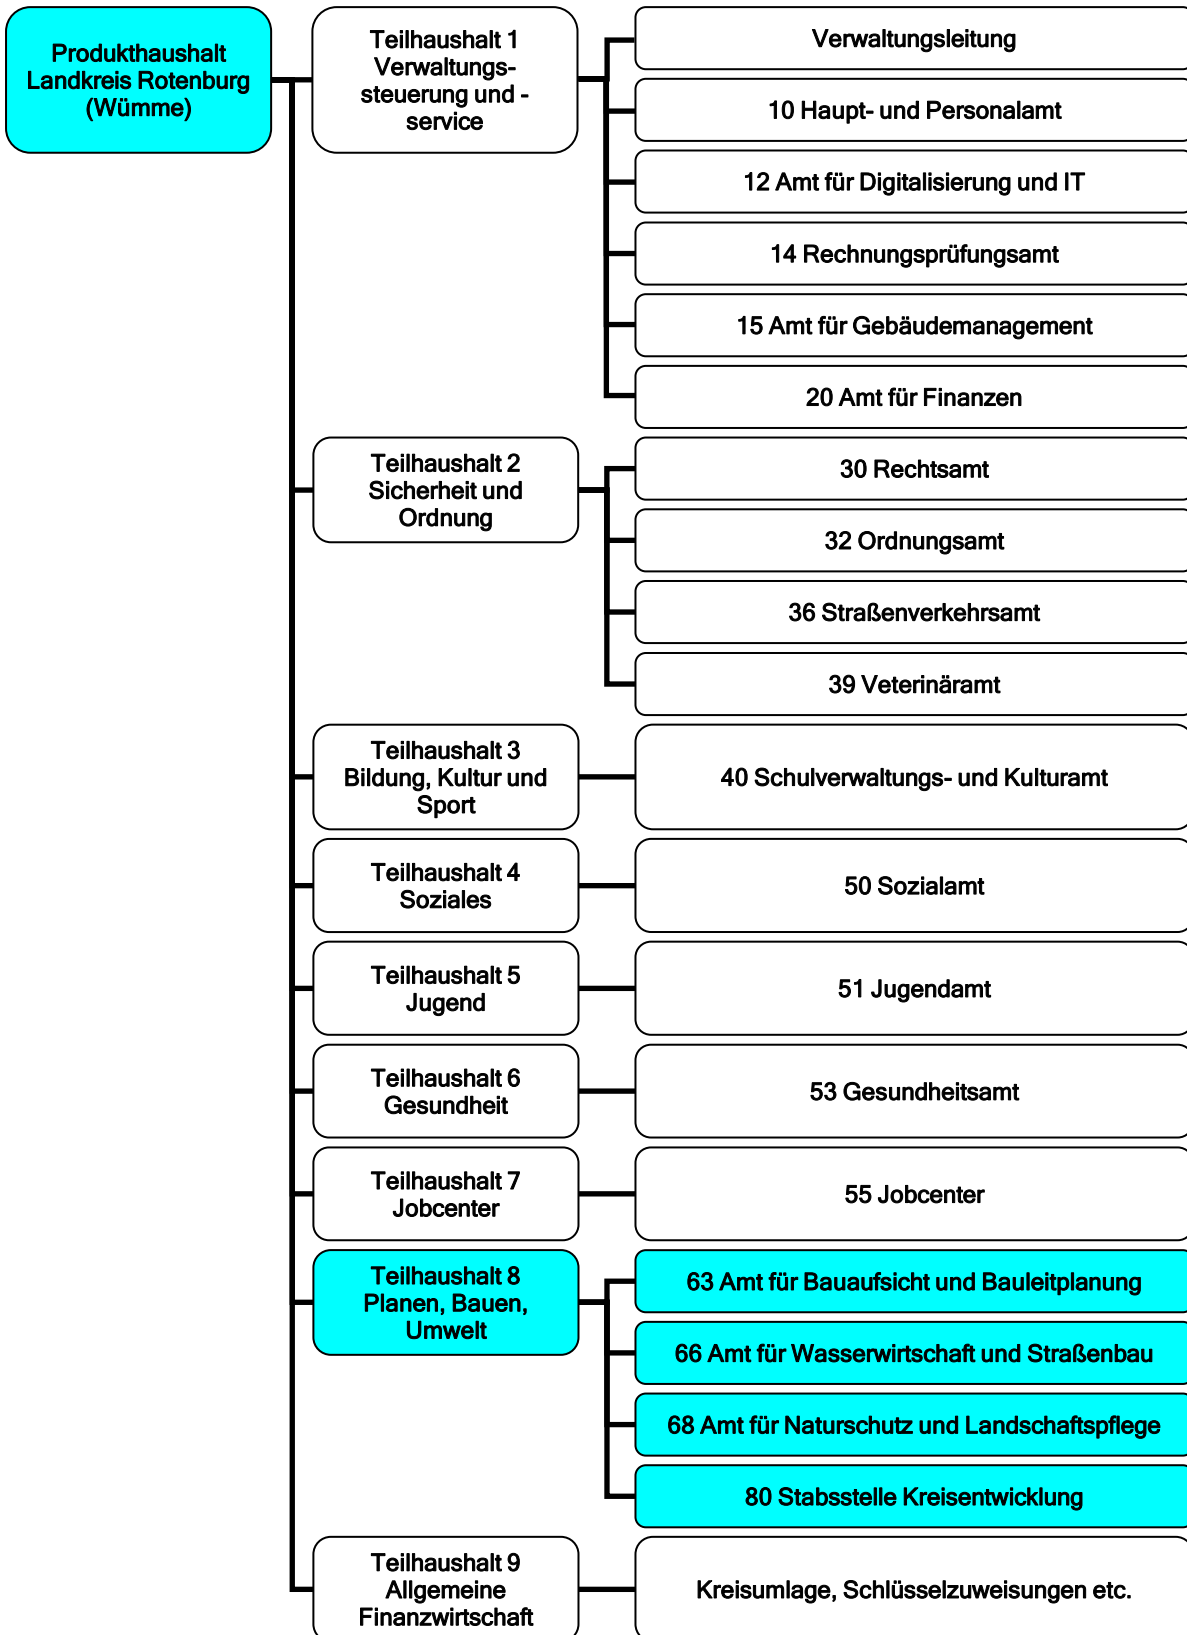 Produkthaushalt
Landkreis Rotenburg
(Wümme)
Teilhaushalt 1
Verwaltungs-
steuerung und -
service
Verwaltungsleitung
10 Haupt- und Personalamt
12 Amt für Digitalisierung und IT
14 Rechnungsprüfungsamt
15 Amt für Gebäudemanagement
20 Amt für Finanzen
Teilhaushalt 2
Sicherheit und
Ordnung
30 Rechtsamt
32 Ordnungsamt
36 Straßenverkehrsamt
39 Veterinäramt
Teilhaushalt 3
Bildung, Kultur und
Sport
40 Schulverwaltungs- und Kulturamt
Teilhaushalt 4
Soziales
50 Sozialamt
Teilhaushalt 5
Jugend
51 Jugendamt
Teilhaushalt 6
Gesundheit
53 Gesundheitsamt
Teilhaushalt 7
Jobcenter
55 Jobcenter
Teilhaushalt 8
Planen, Bauen,
Umwelt
63 Amt für Bauaufsicht und Bauleitplanung
66 Amt für Wasserwirtschaft und Straßenbau
68 Amt für Naturschutz und Landschaftspflege
80 Stabsstelle Kreisentwicklung
Teilhaushalt 9
Allgemeine
Finanzwirtschaft
Kreisumlage, Schlüsselzuweisungen etc.